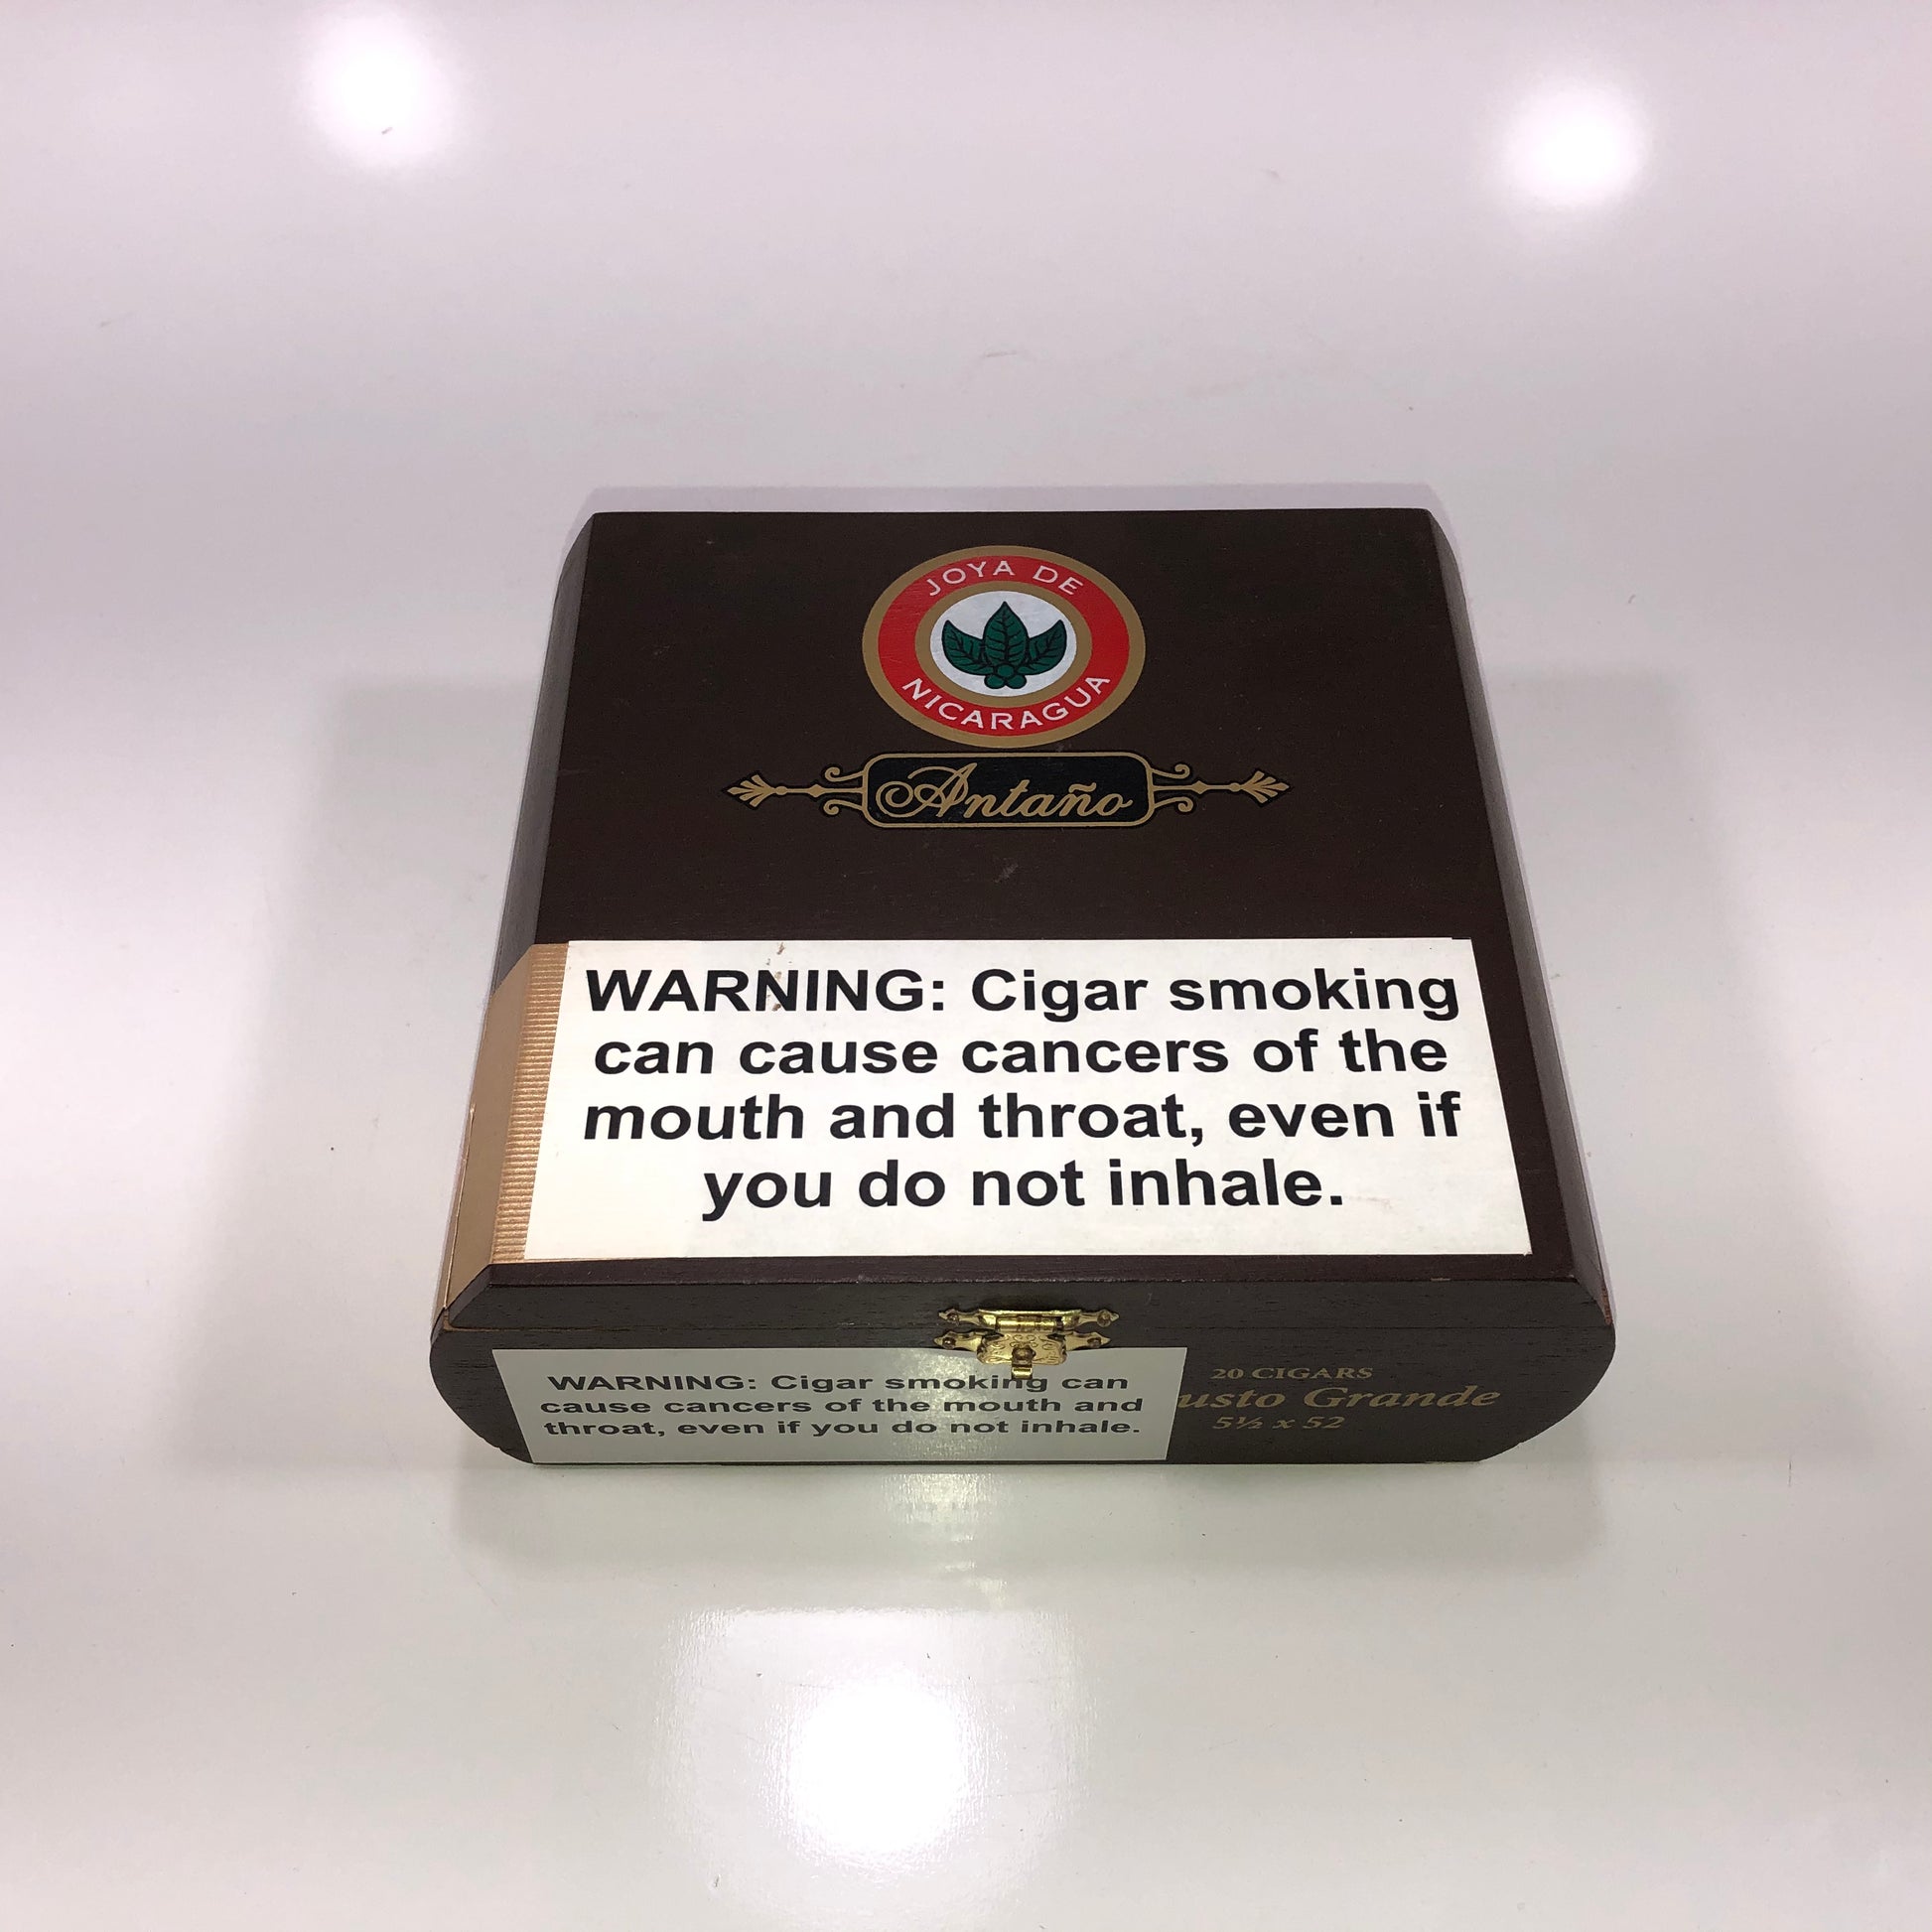 JOYA DE
NICARAGUA
Antaño
WARNING: Cigar smoking
can cause cancers of the
mouth and throat, even if
you do not inhale.
WARNING: Cigar smoking can
cause cancers of the mouth and
throat, even if you do not inhale.
20 CIGARS
Grande
5½ x 52